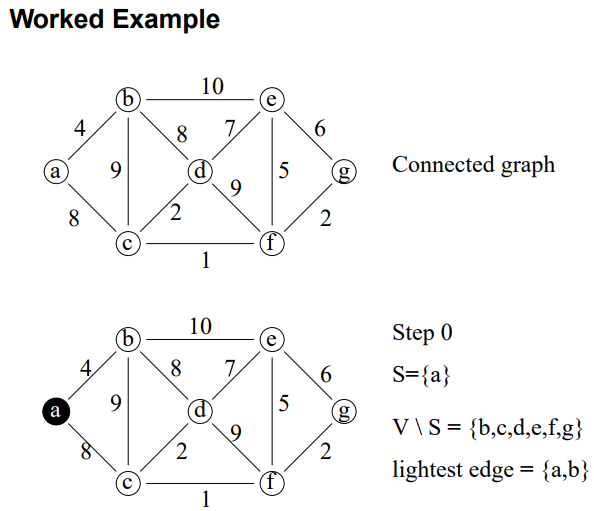 Worked Example
10
b e
4 8 7 6
a 9 d 5 g Connected graph
9
8 2 2
c f
1
10 Step 0
b e
4 8 7 6 S={a}
a 9 d 5 g
9 V \ S = {b,c,d,e,f,g}
8 2 2
lightest edge = {a,b}
c f
1